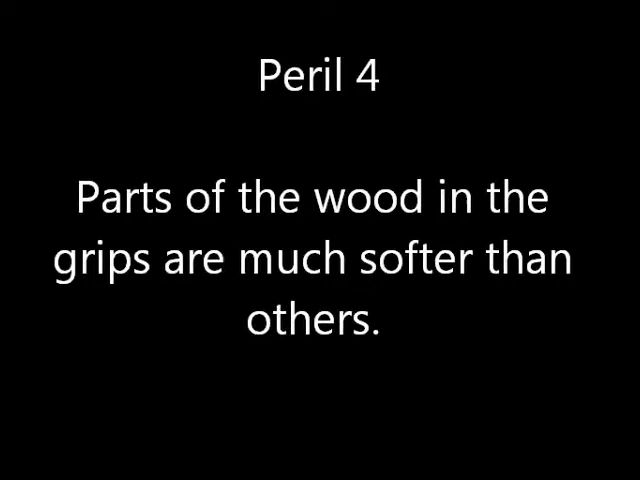 Peril 4
Parts of the wood in the
grips are much softer than
others.